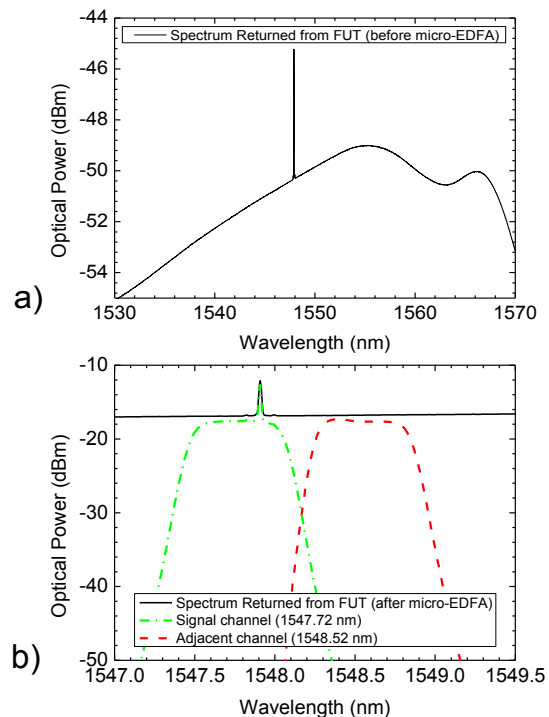 -44
Spectrum Returned from FUT (before micro-EDFA)
-46
-48
-50
-52
-54
Optical Power (dBm)
a)
1530 1540 1550 1560 1570
Wavelength (nm)
-10
-20
-30
-40
-50
Optical Power (dBm)
Spectrum Returned from FUT (after micro-EDFA)
Signal channel (1547.72 nm)
Adjacent channel (1548.52 nm)
b)
1547.0 1547.5 1548.0 1548.5 1549.0 1549.5
Wavelength (nm)